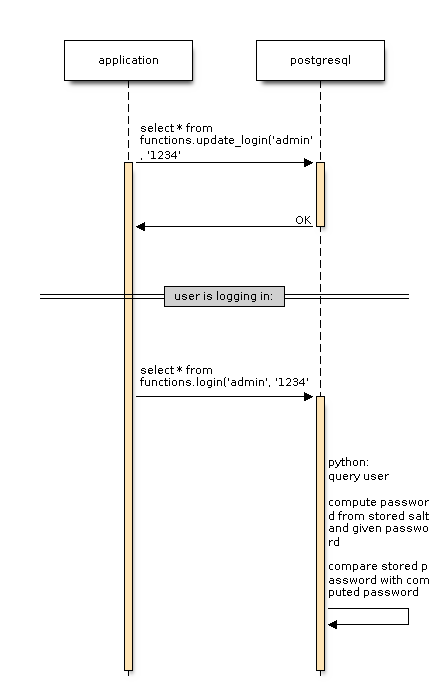 application
postgresql
select * from
functions.update_login('admin'
, '1234'
OK
user is logging in:
select * from
functions.login('admin', '1234'
python:
query user
compute passwor
d from stored salt
and given passwo
rd
compare stored p
assword with com
puted password